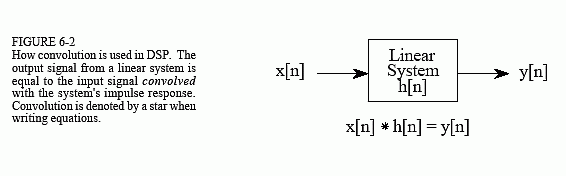 FIGURE 6-2
How convolution is used in DSP. The
output signal from a linear system is
equal to the input signal convolved
with the system's impulse response.
Convolution is denoted by a star when
writing equations.
x[n]
Linear
System
h[n]
y[n]
x[n] * h[n] = y[n]